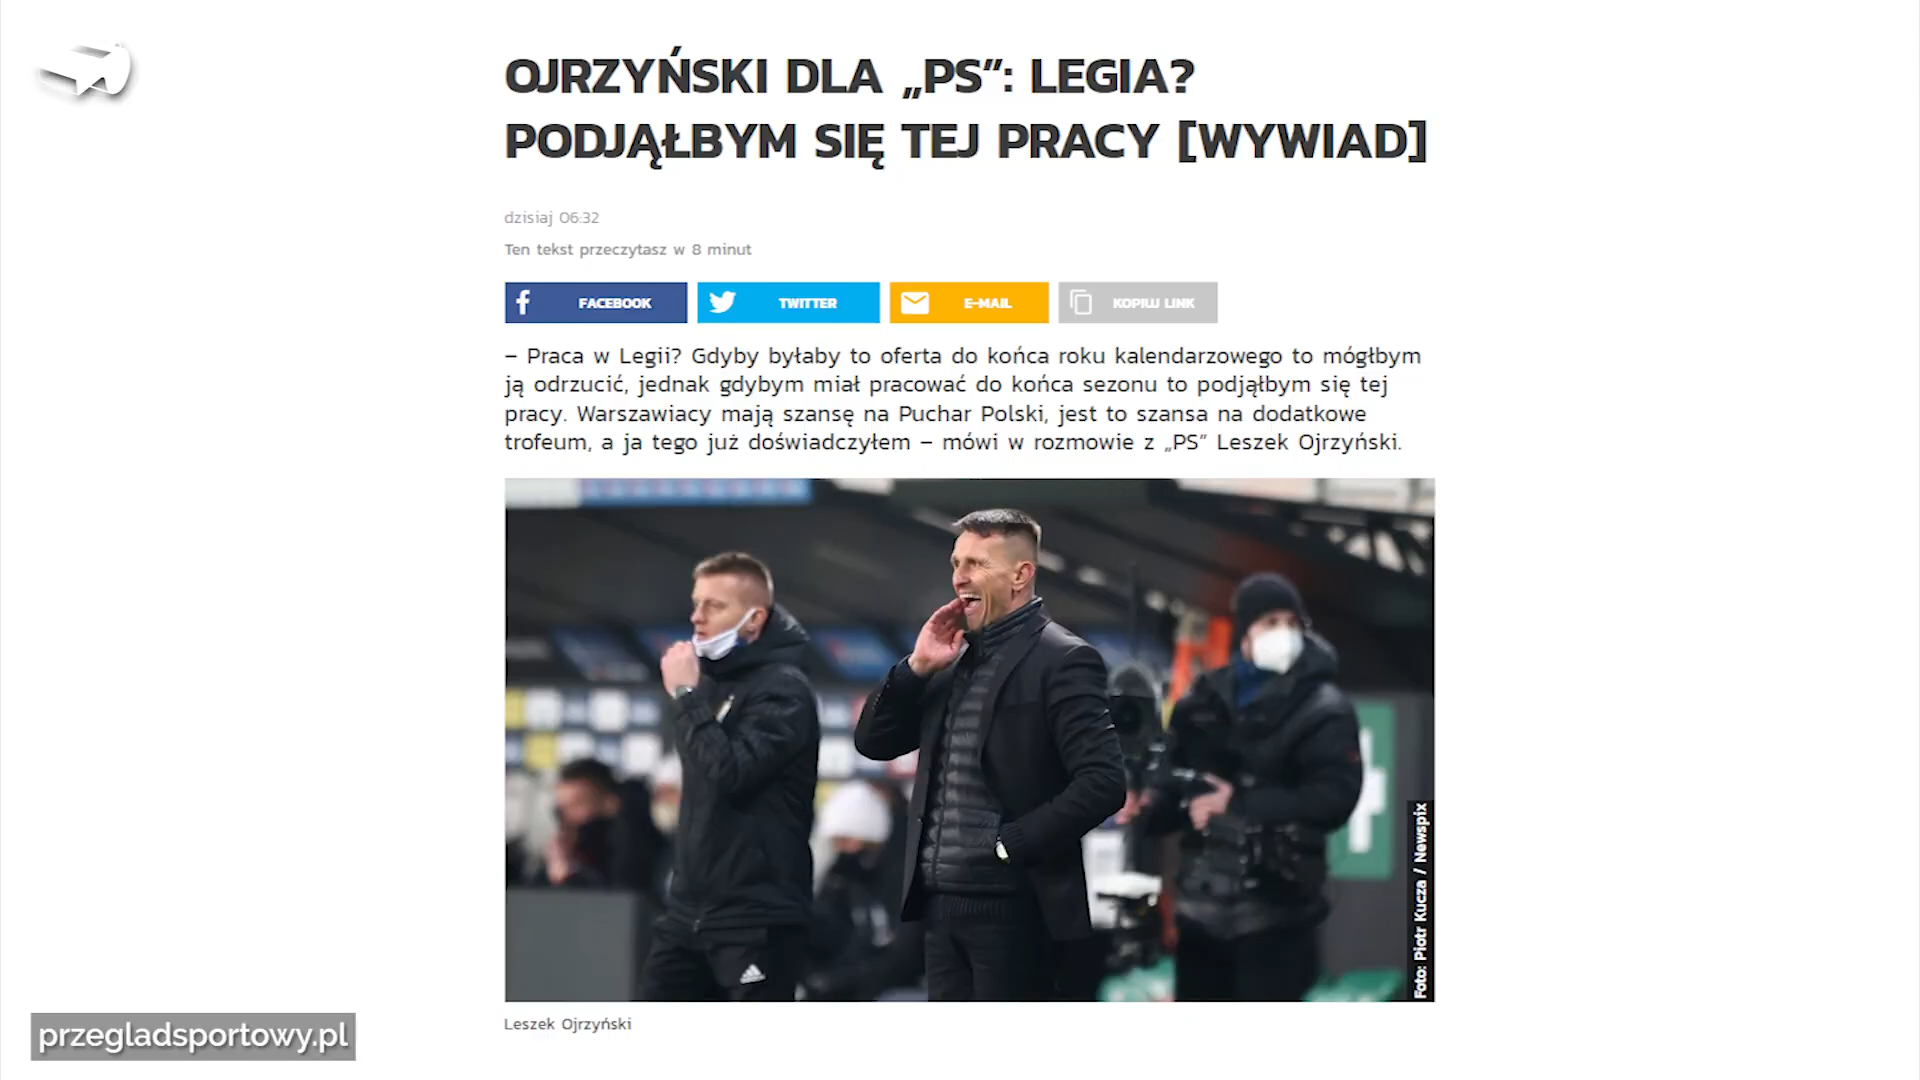 OJRZYŃSKI DLA „PS”: LEGIA?
PODJĄŁBYM SIĘ TEJ PRACY [WYWIAD]
dzisiaj 06:32
Ten tekst przeczytasz w 8 minut
FACEBOOK
TWITTER
E-MAIL
KOPIUJ LINK
– Praca w Legii? Gdyby byłaby to oferta do końca roku kalendarzowego to mógłbym
ją odrzucić, jednak gdybym miał pracować do końca sezonu to podjąłbym się tej
pracy. Warszawiacy mają szansę na Puchar Polski, jest to szansa na dodatkowe
trofeum, a ja tego już doświadczyłem – mówi w rozmowie z „PS” Leszek Ojrzyński.
Foto: Piotr Kucza / Newspix
Leszek Ojrzyński
przegladsportowy.pl